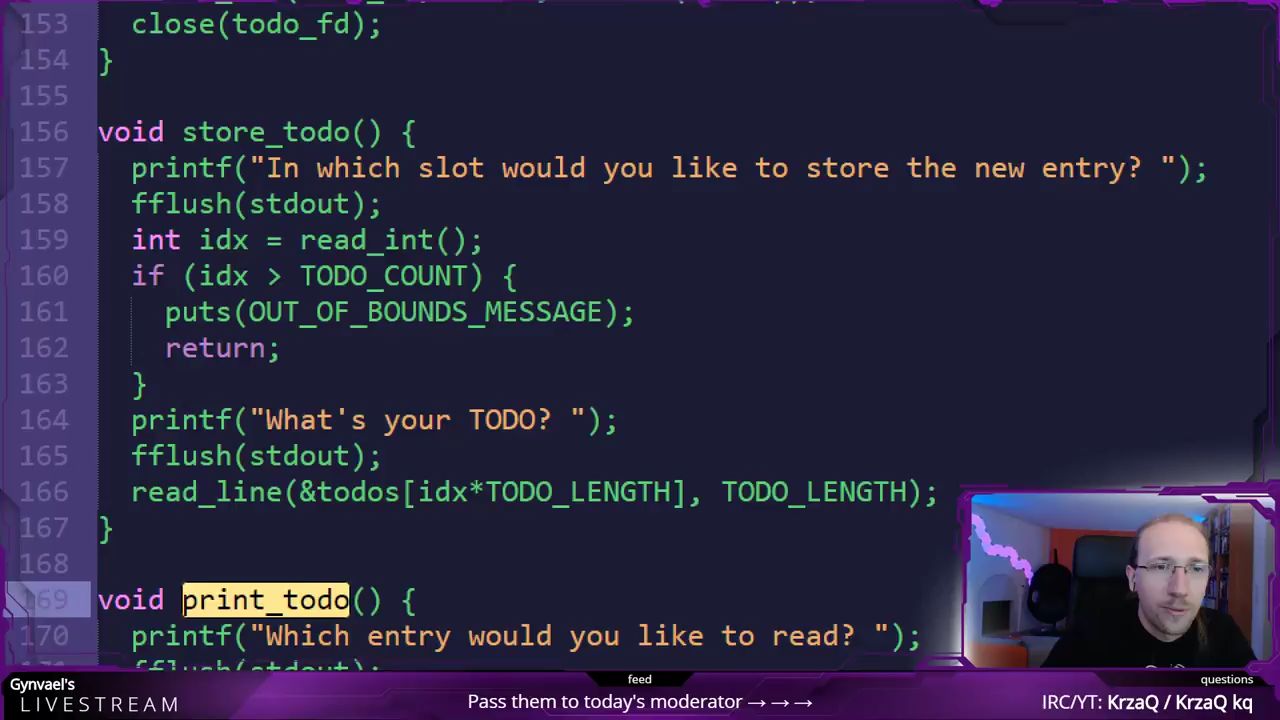 153   close(todo_fd);
154 }
155
156 void store_todo() {
157   printf("In which slot would you like to store the new entry? ");
158   fflush(stdout);
159   int idx = read_int();
160   if (idx > TODO_COUNT) {
161     puts(OUT_OF_BOUNDS_MESSAGE);
162     return;
163   }
164   printf("What's your TODO? ");
165   fflush(stdout);
166   read_line(&todos[idx*TODO_LENGTH], TODO_LENGTH);
167 }
168
169 void print_todo() {
170   printf("Which entry would you like to read? ");
fflush(stdout);
Gynvael's
LIVESTREAM
feed
Pass them to today's moderator → → →
questions
IRC/YT: KrzaQ / KrzaQ kq